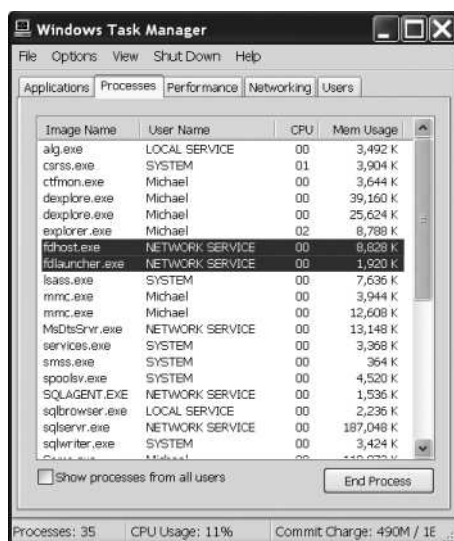 Windows Task Manager
File Options View Shut Down Help
Applications Processes Performance Networking Users
Image Name User Name CPU Mem Usage
alg.exe LOCAL SERVICE 00 3,492 K
csrss.exe SYSTEM 01 3,904 K
ctfmon.exe Michael 00 3,644 K
dexplore.exe Michael 00 39,160 K
dexplore.exe Michael 00 25,624 K
explorer.exe Michael 02 8,788 K
fdhost.exe NETWORK SERVICE 00 8,828 K
fdlauncher.exe NETWORK SERVICE 00 1,920 K
lsass.exe SYSTEM 00 7,636 K
mmc.exe Michael 00 3,944 K
mmc.exe Michael 00 12,608 K
MsDtsSrvr.exe NETWORK SERVICE 00 13,148 K
services.exe SYSTEM 00 3,368 K
smss.exe SYSTEM 00 364 K
spoolsv.exe SYSTEM 00 4,520 K
SQLAGENT.EXE NETWORK SERVICE 00 1,536 K
sqlbrowser.exe LOCAL SERVICE 00 2,236 K
sqlservr.exe NETWORK SERVICE 00 187,048 K
sqlwriter.exe SYSTEM 00 3,424 K
Show processes from all users
End Process
Processes: 35 CPU Usage: 11% Commit Charge: 490M / 1E